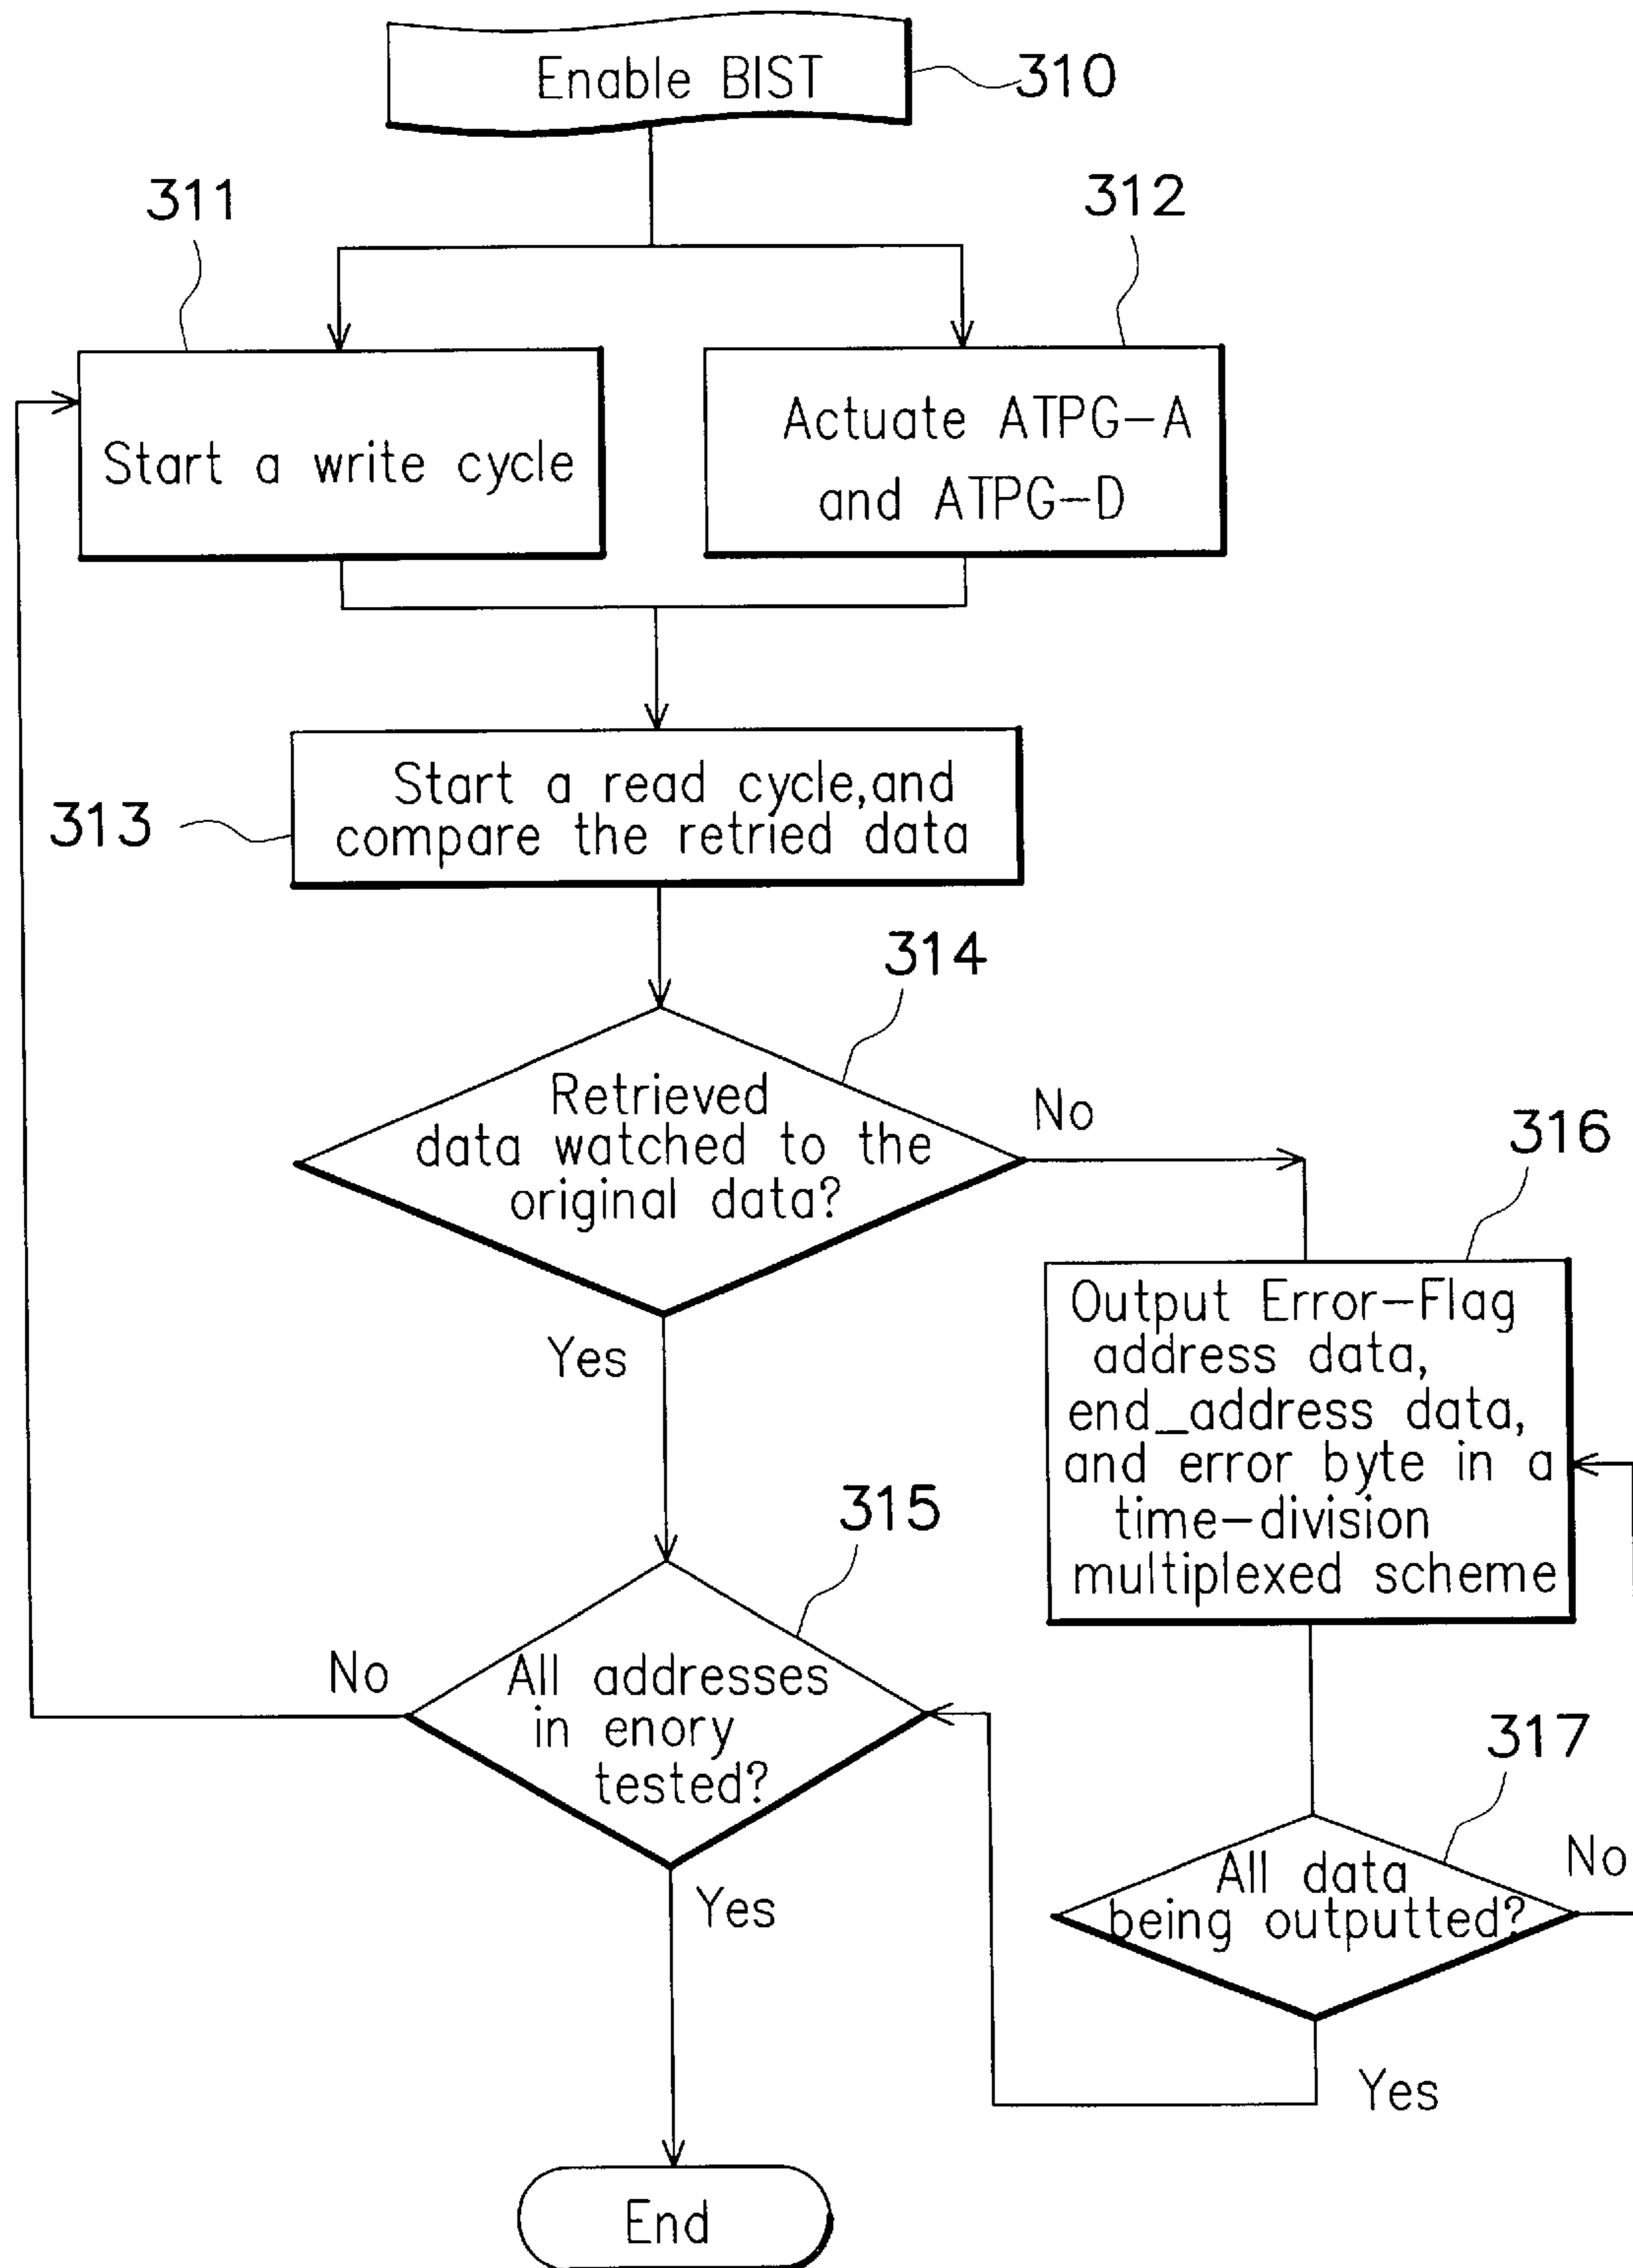 Enable BIST
310
311
312
Start a write cycle
Actuate ATPG-A
and ATPG-D
Start a read cycle,and
compare the retried data
313
314
Retrieved
data watched to the
original data?
No
Yes
316
Output Error-Flag
address data,
end_address data,
and error byte in a
time-division
multiplexed scheme
315
All addresses
in enory
tested?
No
Yes
317
All data
being outputted?
No
Yes
End